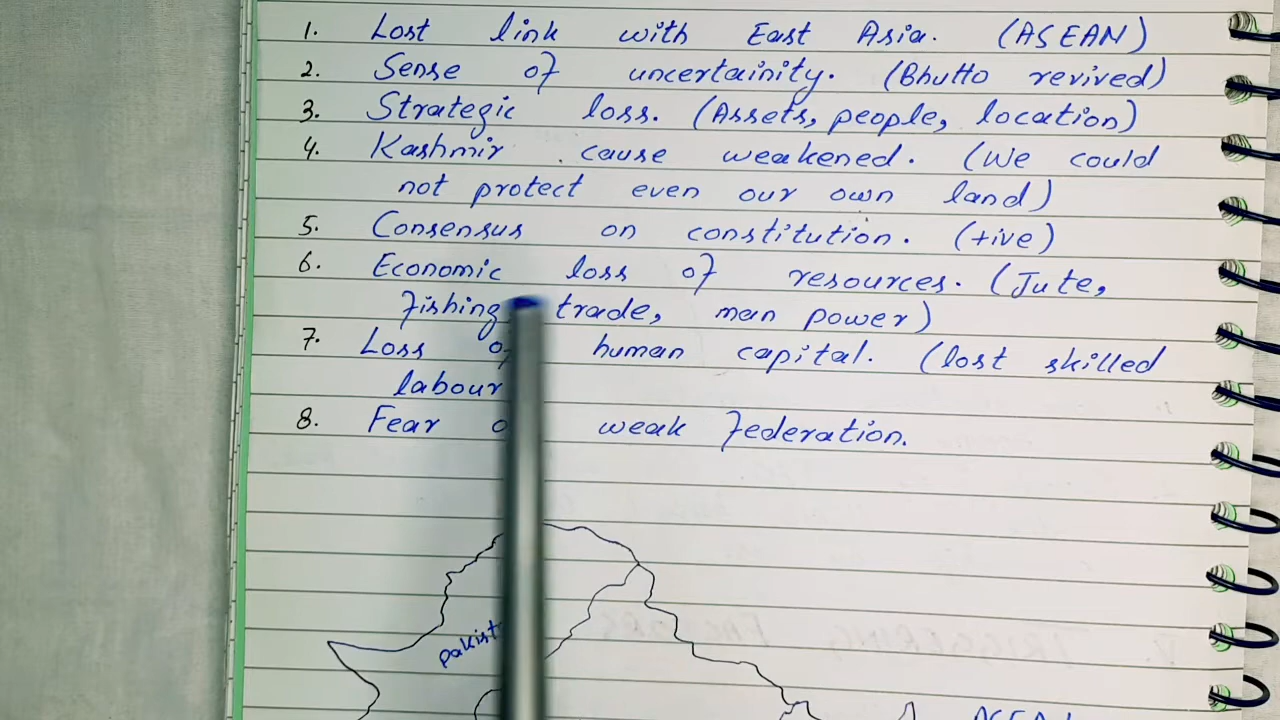 1. Lost link with East Asia. (ASEAN)
2. Sense of uncertainity. (Bhutto revived)
3. Strategic loss. (Assets, people, location)
4. Kashmir cause weakened. (We could
not protect even our own land)
5. Consensus on constitution. (+ive)
6. Economic loss of resources. (Jute,
fishing trade, man power)
7. Loss of human capital. (lost skilled
labour
8. Fear weak Federation.
pakist